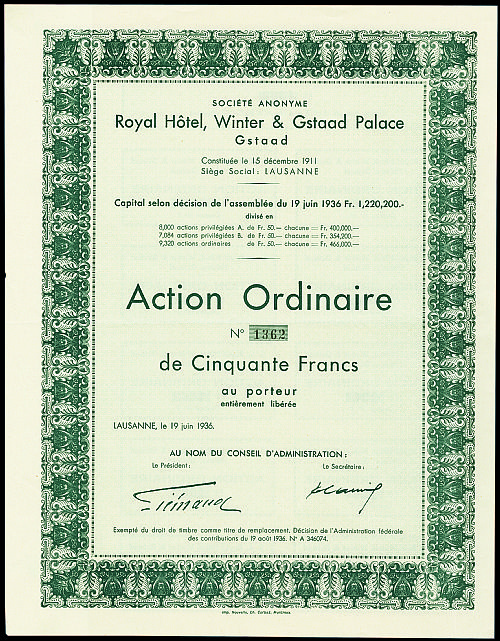 SOCIÉTÉ ANONYME
Royal Hôtel, Winter & Gstaad Palace
Gstaad
Constituée le 15 décembre 1911
Siège Social: LAUSANNE
Capital selon décision de l'assemblée du 19 juin 1936 Fr. 1,220,200.-
divisé en
8,000 actions privilégiées A. de Fr. 50.— chacune = Fr. 400,000.—
7,084 actions privilégiées B. de Fr. 50.— chacune = Fr. 354,200.—
9,320 actions ordinaires de Fr. 50.— chacune = Fr. 466,000.—
Action Ordinaire
N° 1362
de Cinquante Francs
au porteur
entièrement libérée
LAUSANNE, le 19 juin 1936.
AU NOM DU CONSEIL D'ADMINISTRATION:
Le Président: Le Secrétaire:
Exempté du droit de timbre comme titre de remplacement. Décision de l'Administration fédérale
des contributions du 19 août 1936. N° A 346074.